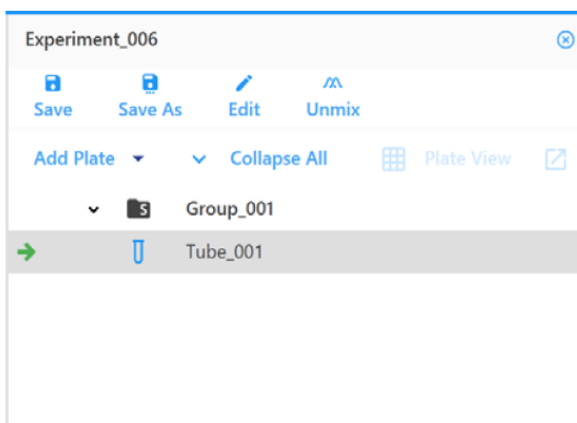 Experiment_006
Save Save As Edit Unmix
Add Plate Collapse All Plate View
S Group_001
Tube_001